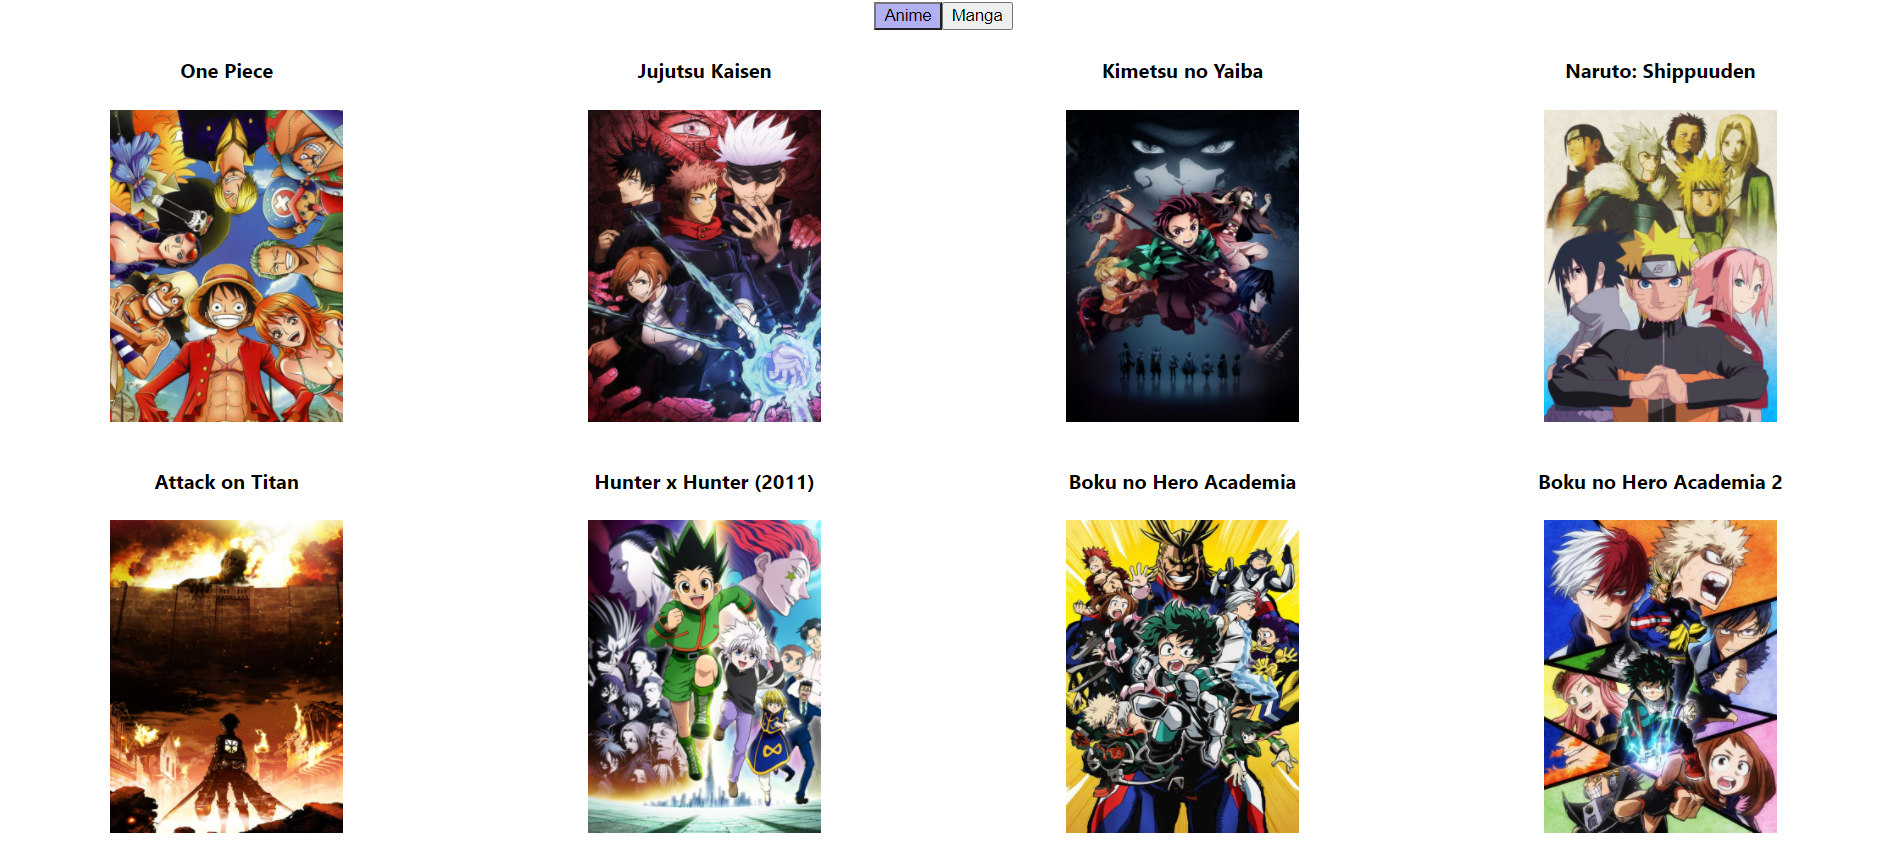 Anime Manga
One Piece
Jujutsu Kaisen
Kimetsu no Yaiba
Naruto: Shippuuden
Attack on Titan
Hunter x Hunter (2011)
Boku no Hero Academia
Boku no Hero Academia 2